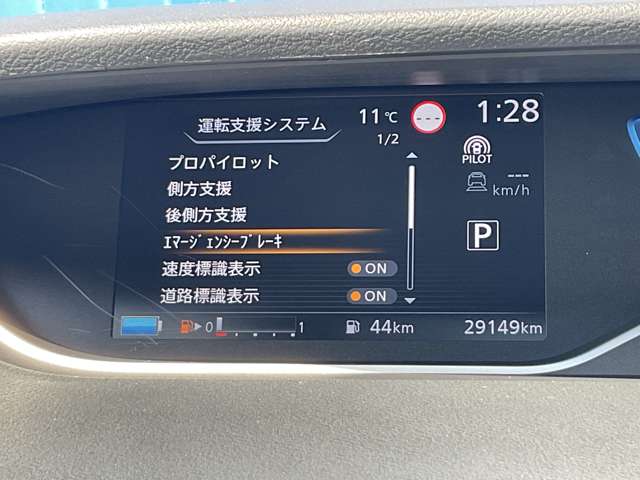 運転支援システム 11℃ --- 1:28
1/2
プロパイロット
PILOT
側方支援
---
km/h
後側方支援
ｴﾏｰｼﾞｪﾝｼｰﾌﾞﾚｰｷ
P
速度標識表示 ON
道路標識表示 ON
0 1 44km 29149km